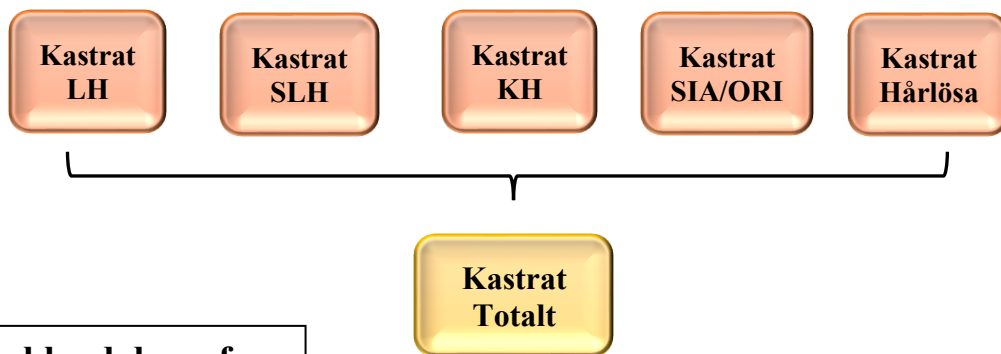 Kastrat
LH
Kastrat
SLH
Kastrat
KH
Kastrat
SIA/ORI
Kastrat
Hårlösa
Kastrat
Totalt